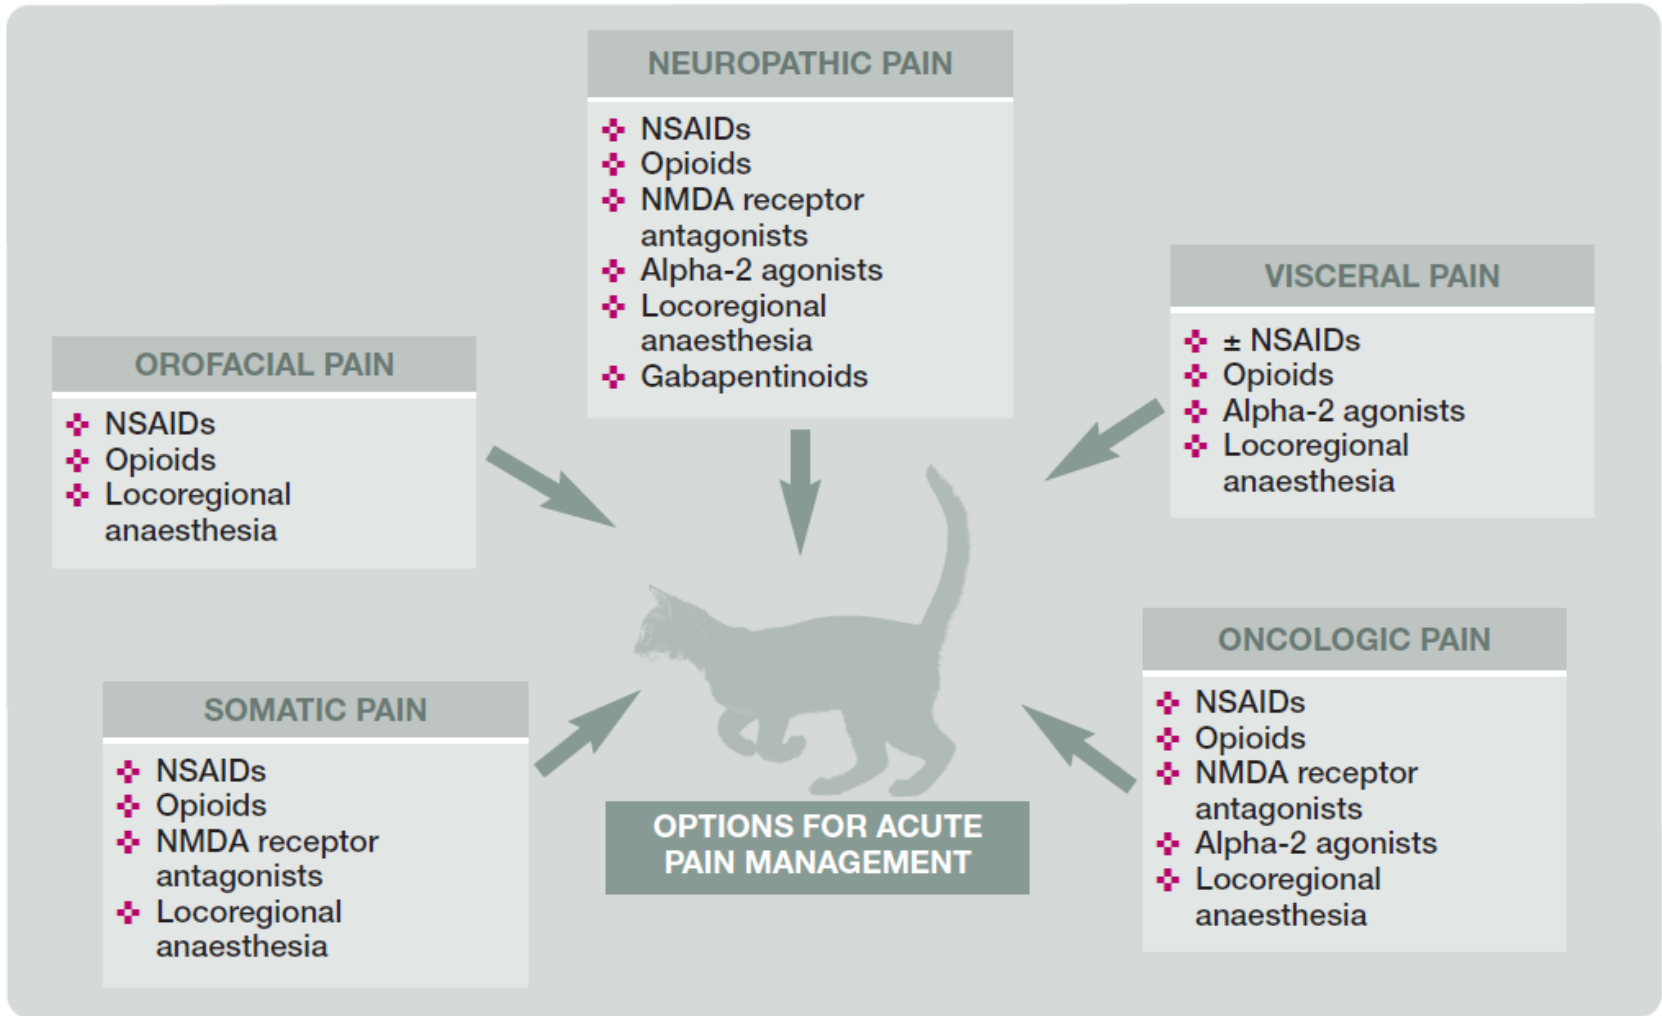 NEUROPATHIC PAIN
NSAIDs
Opioids
NMDA receptor
antagonists
Alpha-2 agonists
Locoregional
anaesthesia
Gabapentinoids
VISCERAL PAIN
± NSAIDs
Opioids
Alpha-2 agonists
Locoregional
anaesthesia
OROFACIAL PAIN
NSAIDs
Opioids
Locoregional
anaesthesia
ONCOLOGIC PAIN
NSAIDs
Opioids
NMDA receptor
antagonists
Alpha-2 agonists
Locoregional
anaesthesia
SOMATIC PAIN
NSAIDs
Opioids
NMDA receptor
antagonists
Locoregional
anaesthesia
OPTIONS FOR ACUTE
PAIN MANAGEMENT